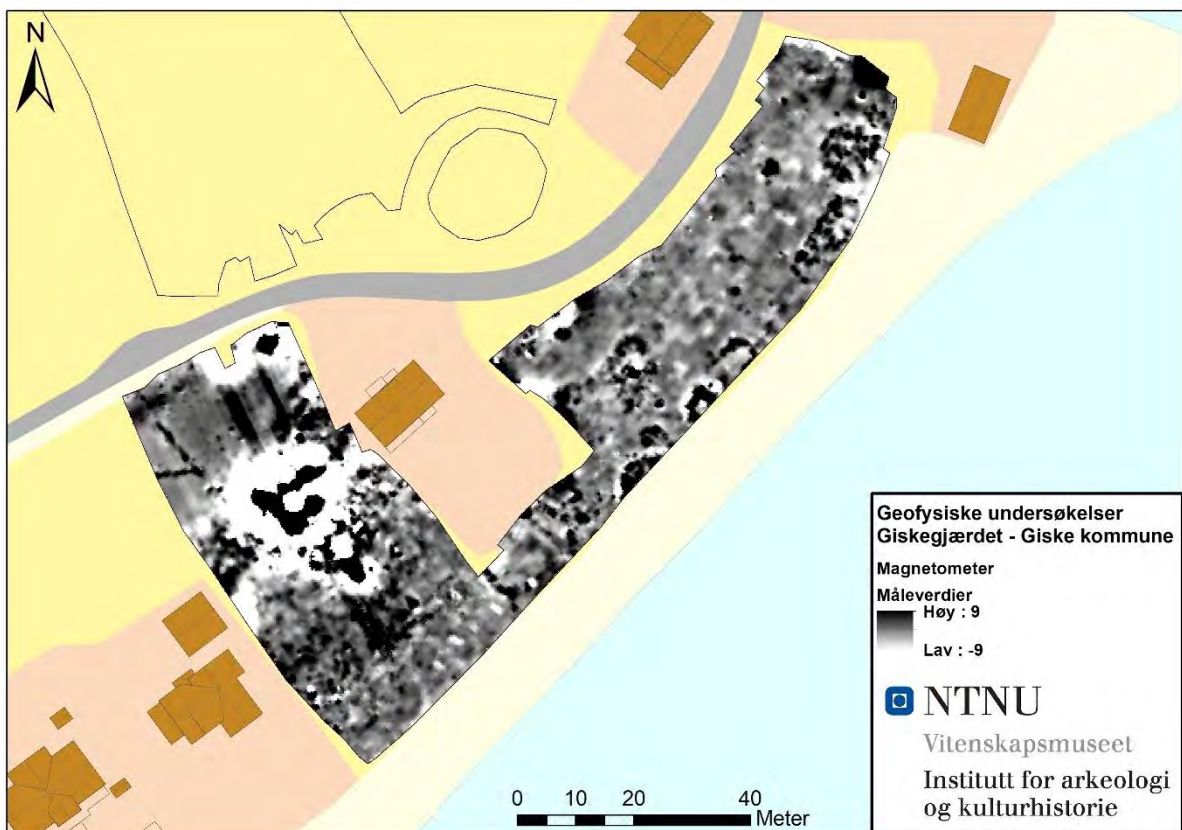 N
Geofysiske undersøkelser
Giskegjærdet - Giske kommune
Magnetometer
Måleverdier
Høy : 9
Lav : -9
NTNU
Vitenskapsmuseet
Institutt for arkeologi
og kulturhistorie
0 10 20 40
Meter